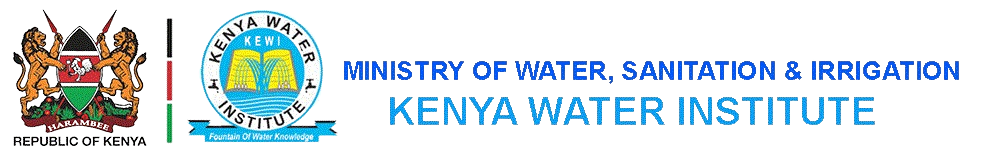 HARAMBEE
REPUBLIC OF KENYA
KENYA WATER
KEWI
INSTITUTE
Fountain Of Water Knowledge
MINISTRY OF WATER, SANITATION & IRRIGATION
KENYA WATER INSTITUTE